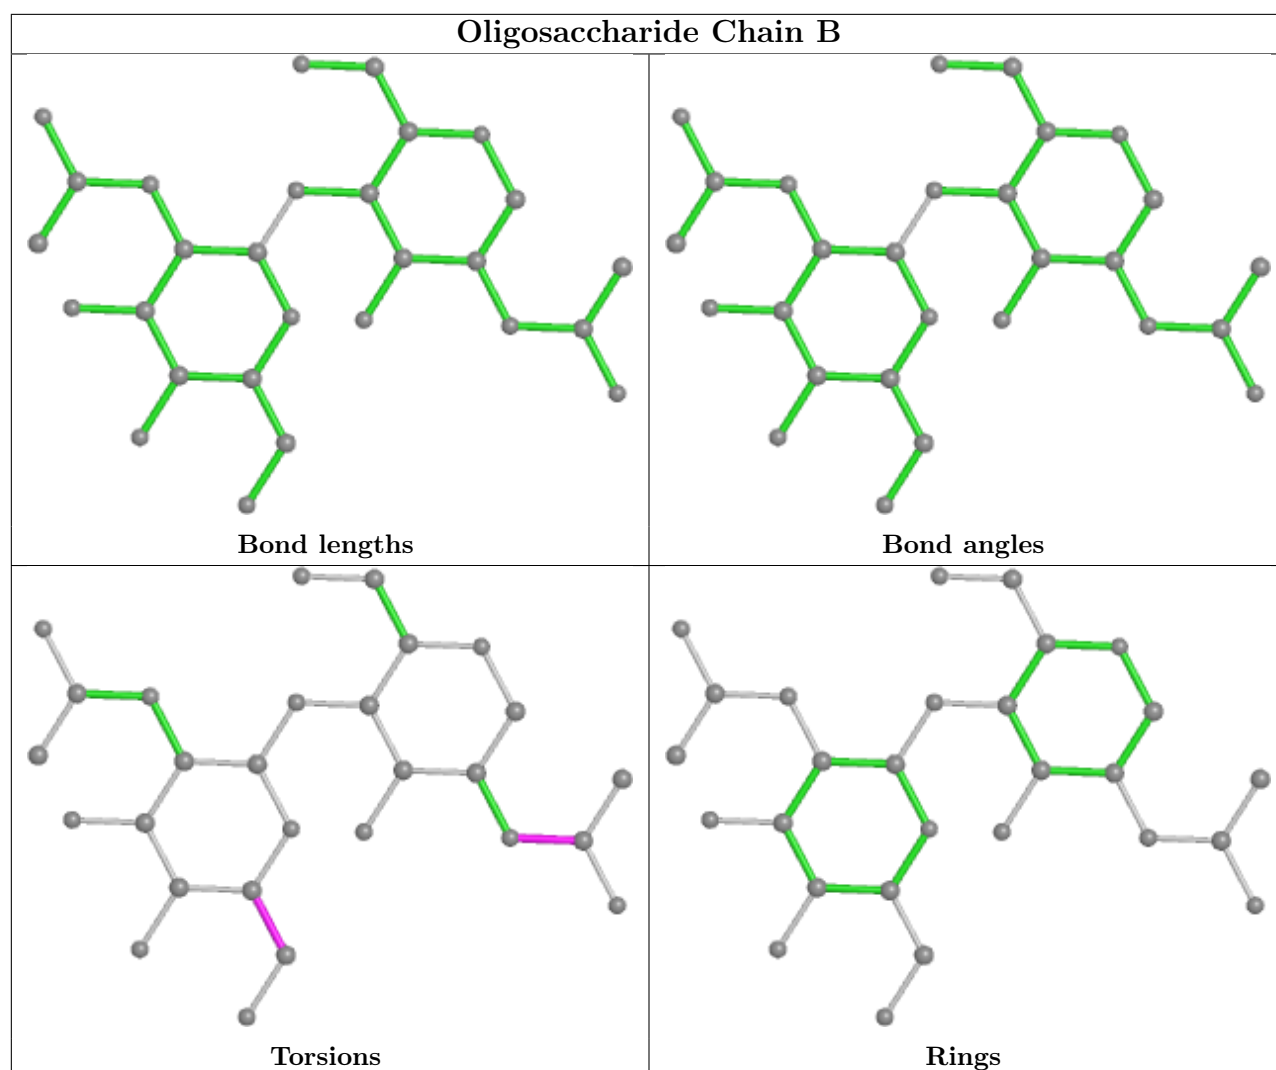 Oligosaccharide Chain B
Bond lengths
Bond angles
Torsions
Rings